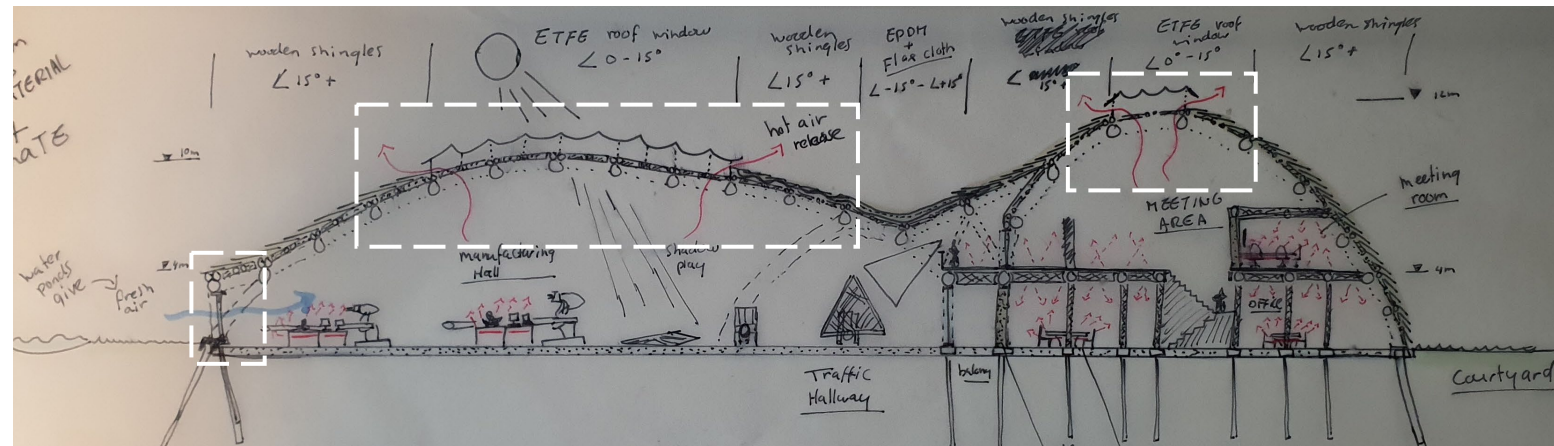 MATERIAL
wooden shingles
∠15°+
ETFE roof window
∠0-15°
wooden
shingles
∠15°+
EPDM
+
Flax cloth
∠-15°-∠+15°
wooden shingles
∠
15°+
ETFE roof
window
∠0°-15°
wooden shingles
∠15°+
12m
10m
hot air
release
MEETING
AREA
meeting
room
water
ponds
give
fresh
air
manufacturing
Hall
shadow
play
4m
4m
OFFICE
Traffic
Hallway
Courtyard